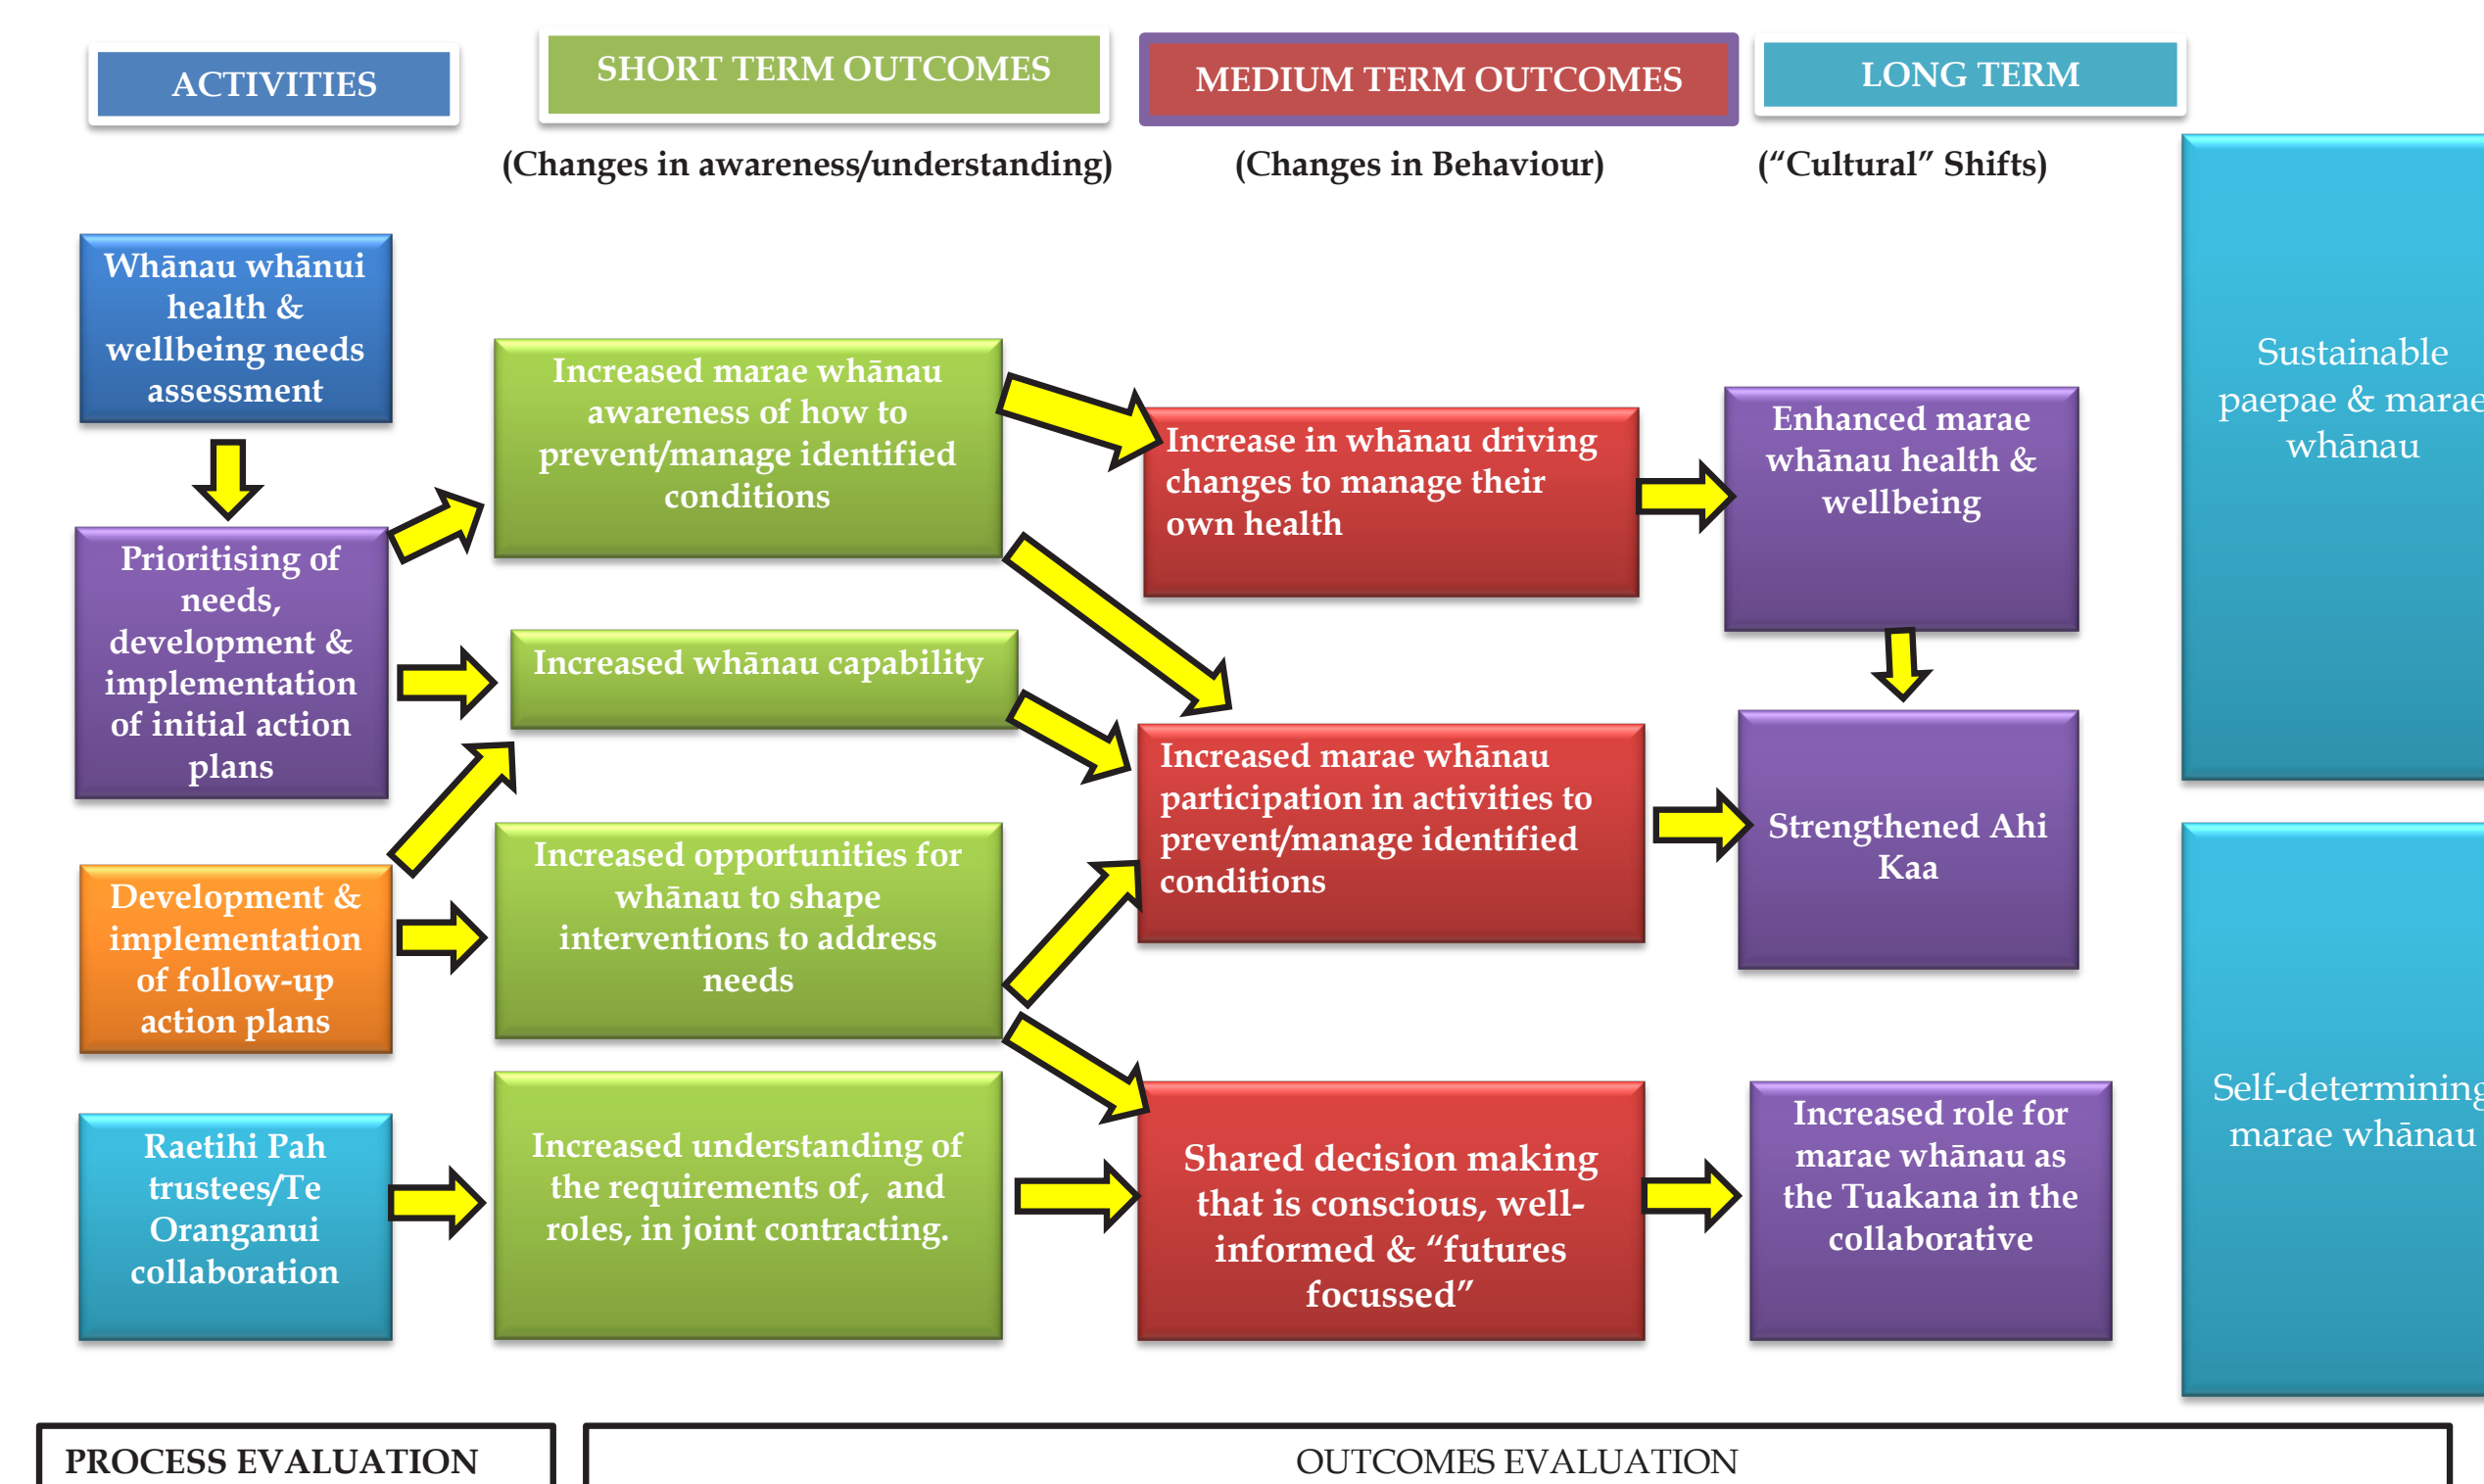 ACTIVITIES
SHORT TERM OUTCOMES
MEDIUM TERM OUTCOMES
LONG TERM
(Changes in awareness/understanding)
(Changes in Behaviour)
(“Cultural” Shifts)
Whānau whānui
health &
wellbeing needs
assessment
Prioritising of
needs,
development &
implementation
of initial action
plans
Development &
implementation
of follow-up
action plans
Raetihi Pah
trustees/Te
Oranganui
collaboration
Increased marae whānau
awareness of how to
prevent/manage identified
conditions
Increased whānau capability
Increased opportunities for
whānau to shape
interventions to address
needs
Increased understanding of
the requirements of, and
roles, in joint contracting.
Increase in whānau driving
changes to manage their
own health
Increased marae whānau
participation in activities to
prevent/manage identified
conditions
Shared decision making
that is conscious, well-
informed & “futures
focussed”
Enhanced marae
whānau health &
wellbeing
Strengthened Ahi
Kaa
Increased role for
marae whānau as
the Tuakana in the
collaborative
Sustainable
paepae & marae
whānau
Self-determining
marae whānau
PROCESS EVALUATION
OUTCOMES EVALUATION